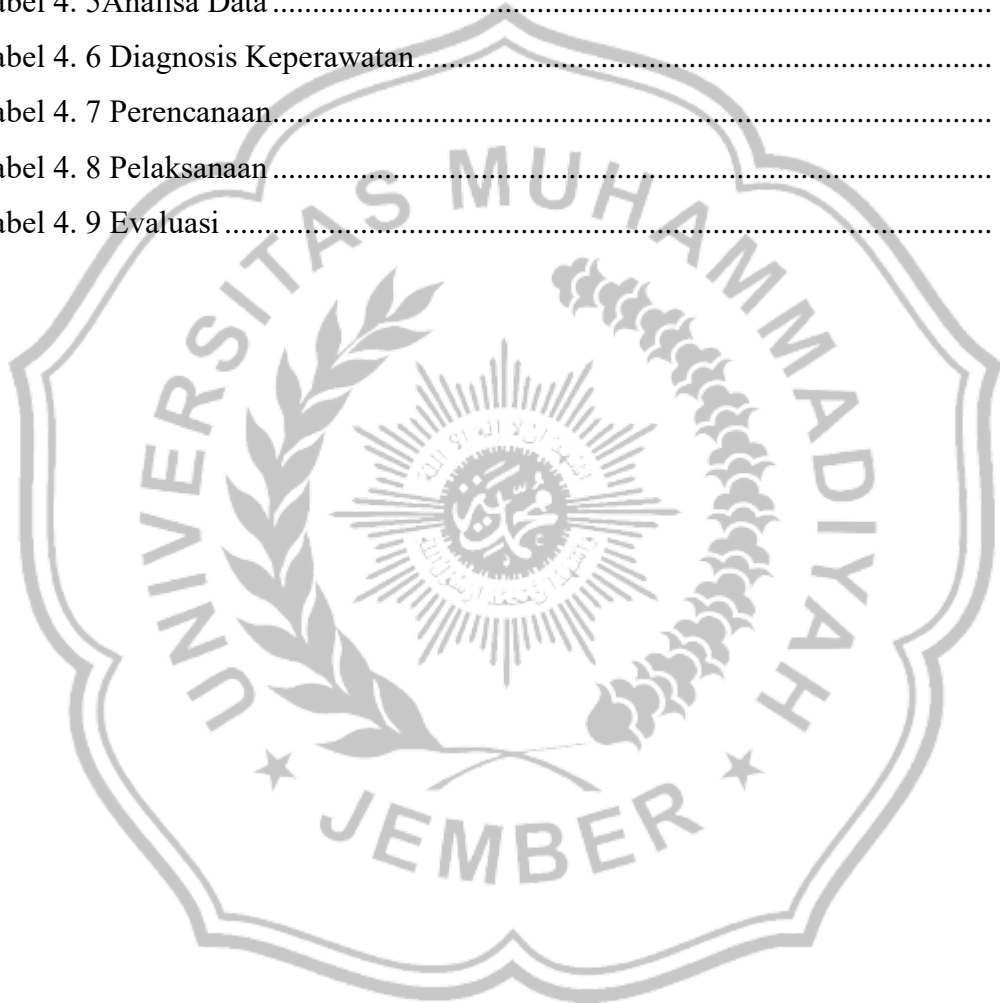 abel 4. 5Analisa Data
abel 4. 6 Diagnosis Keperawatan
abel 4. 7 Perencanaan
abel 4. 8 Pelaksanaan
abel 4. 9 Evaluasi
UNIVERSITAS MUHAMMADIYAH
JEMBER